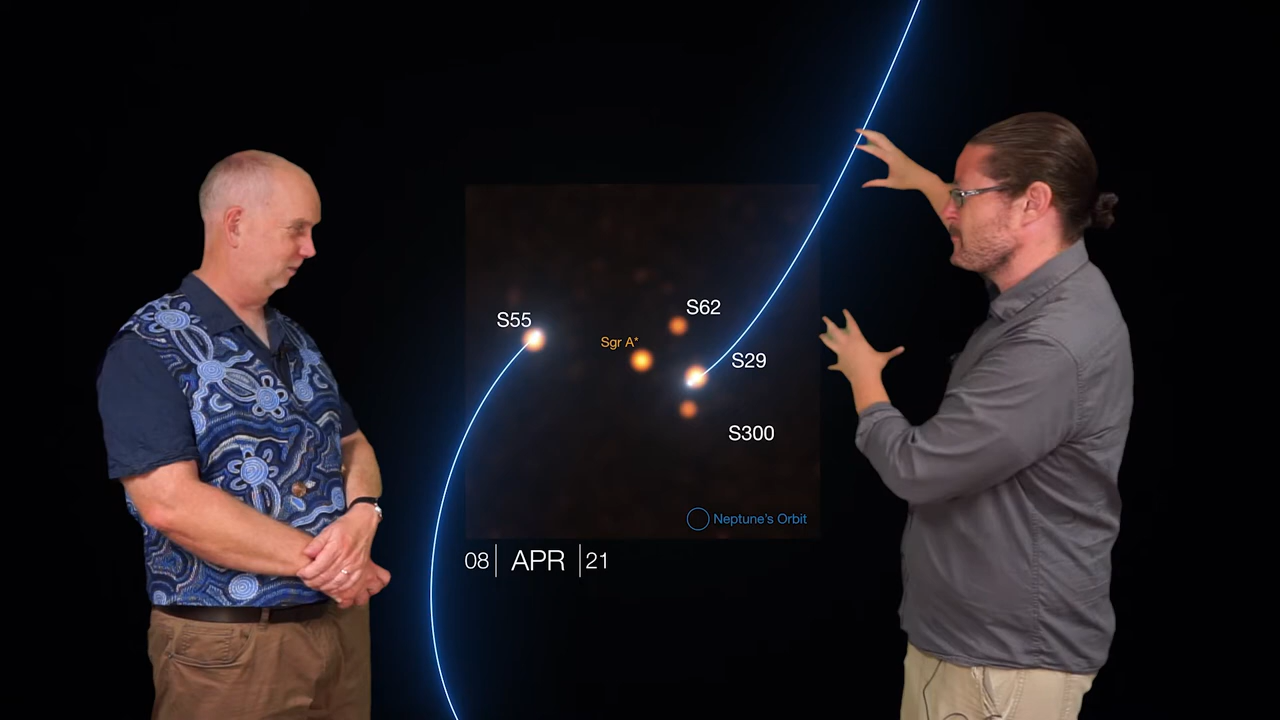 S62
S55
Sgr A*
S29
S300
Neptune's Orbit
08| APR |21